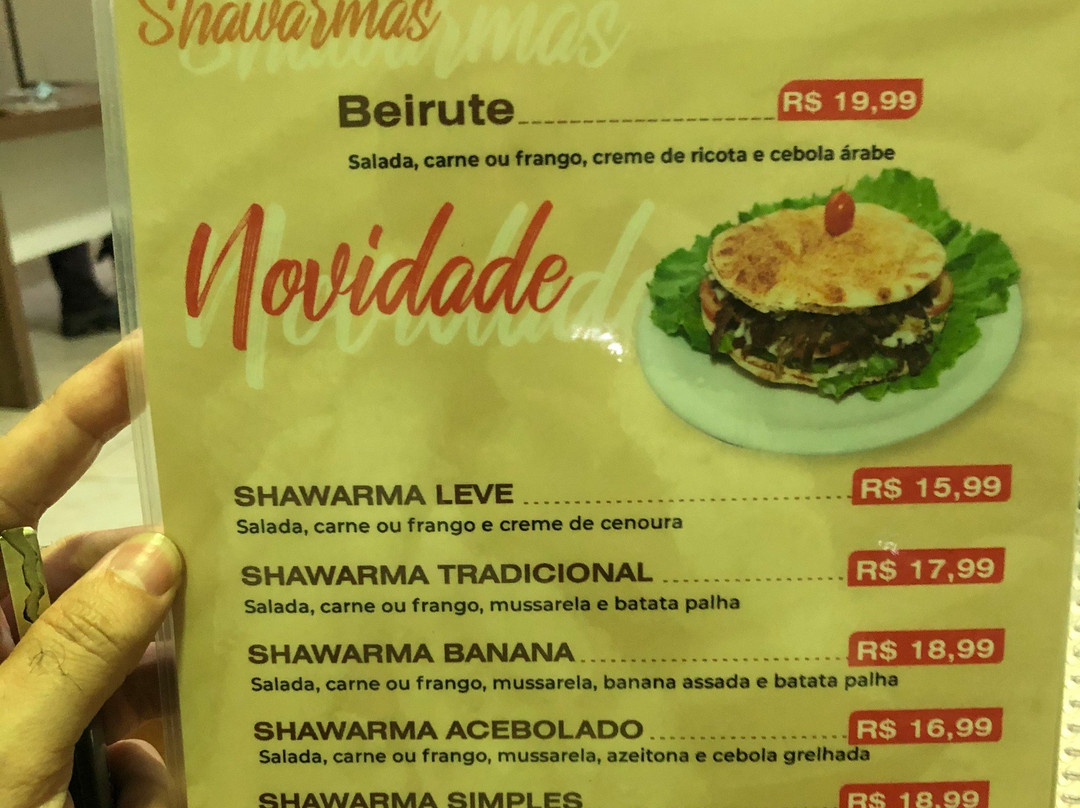 Shawarmas
Beirute R$ 19,99
Salada, carne ou frango, creme de ricota e cebola árabe
Novidade
SHAWARMA LEVE R$ 15,99
Salada, carne ou frango e creme de cenoura
SHAWARMA TRADICIONAL R$ 17,99
Salada, carne ou frango, mussarela e batata palha
SHAWARMA BANANA R$ 18,99
Salada, carne ou frango, mussarela, banana assada e batata palha
SHAWARMA ACEBOLADO R$ 16,99
Salada, carne ou frango, mussarela, azeitona e cebola grelhada
SHAWARMA SIMPLES R$ 18,99